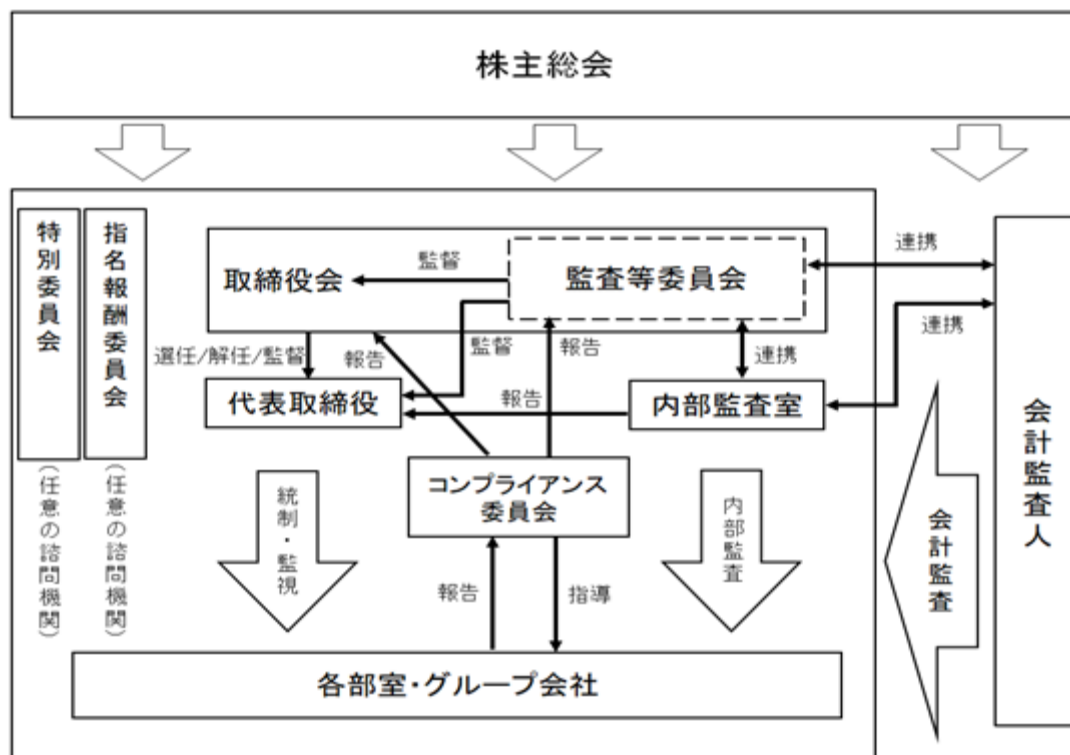 株主総会
特別委員会
(任意の諮問機関)
指名報酬委員会
(任意の諮問機関)
取締役会
監督
監査等委員会
連携
連携
選任/解任/監督
報告
監督
報告
連携
代表取締役
報告
内部監査室
コンプライアンス
委員会
統制・監視
内部監査
報告
指導
会計監査
会計監査人
各部室・グループ会社